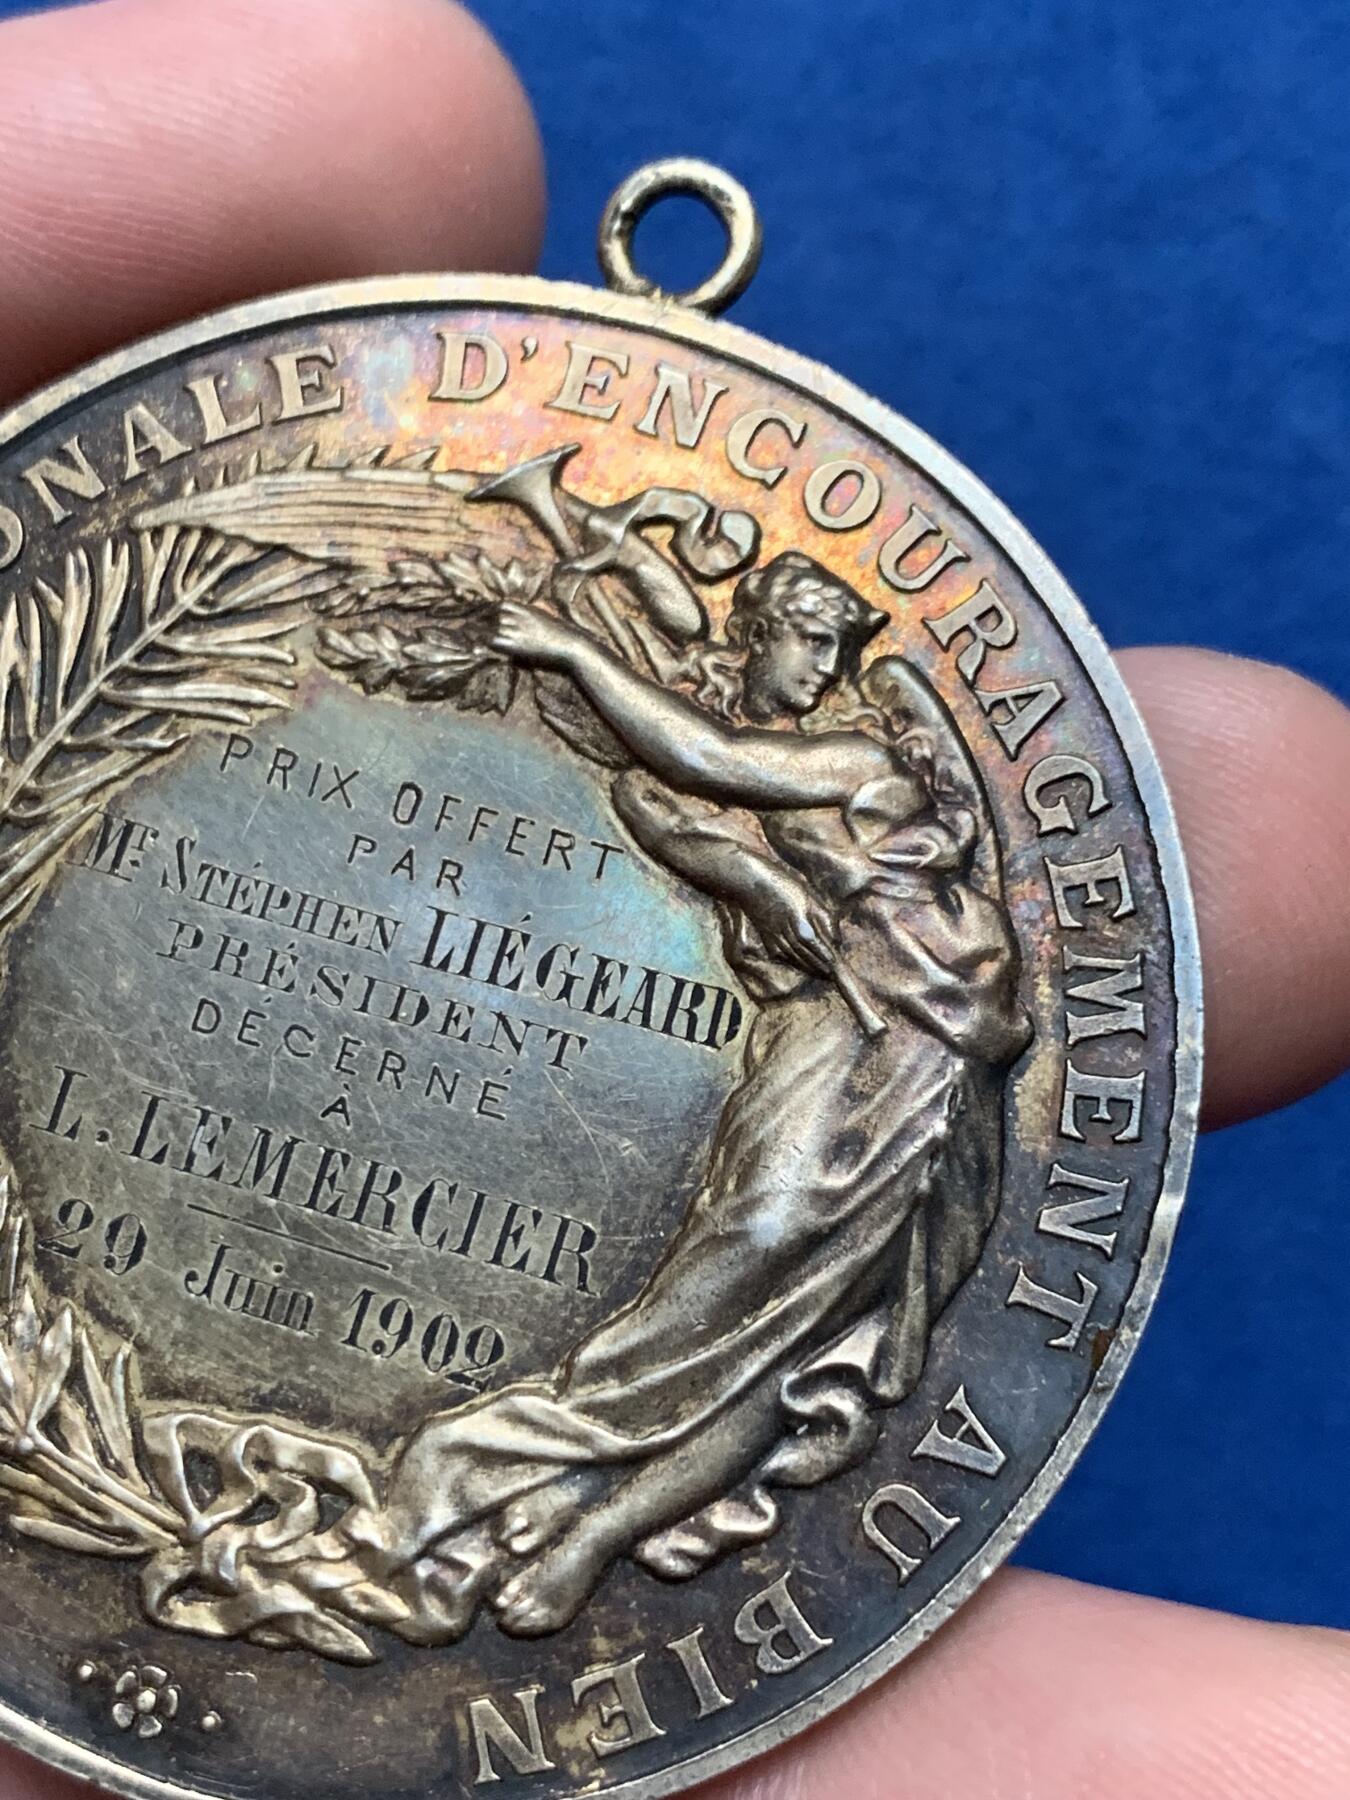 ONALE D'ENCOURAGEMENT AU BIEN
PRIX OFFERT
PAR
Mr STÉPHEN LIÉGEARD
PRÉSIDENT
DÉCERNÉ
À
L. LEMERCIER
29 Juin 1902